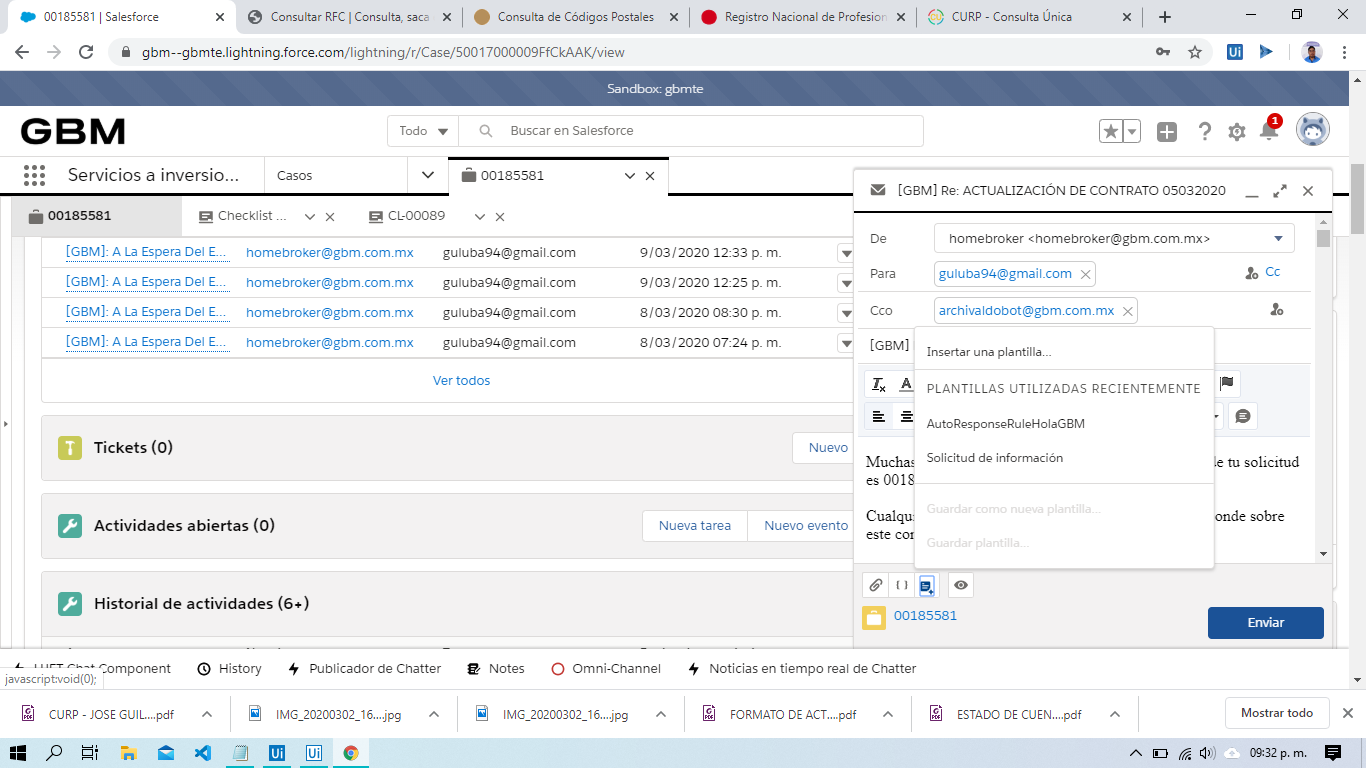 00185581 | Salesforce
Consultar RFC | Consulta, saca
Consulta de Códigos Postales
Registro Nacional de Profesion
CURP - Consulta Única
gbm--gbmte.lightning.force.com/lightning/r/Case/50017000009FfCkAAK/view
Sandbox: gbmte
GBM
Todo
Buscar en Salesforce
1
Servicios a inversio...
Casos
00185581
00185581
Checklist ...
CL-00089
[GBM]: A La Espera Del E... homebroker@gbm.com.mx guluba94@gmail.com 9/03/2020 12:33 p. m.
[GBM]: A La Espera Del E... homebroker@gbm.com.mx guluba94@gmail.com 9/03/2020 12:25 p. m.
[GBM]: A La Espera Del E... homebroker@gbm.com.mx guluba94@gmail.com 8/03/2020 08:30 p. m.
[GBM]: A La Espera Del E... homebroker@gbm.com.mx guluba94@gmail.com 8/03/2020 07:24 p. m.
Ver todos
Tickets (0)
Nuevo
Actividades abiertas (0)
Nueva tarea
Nuevo evento
Historial de actividades (6+)
[GBM] Re: ACTUALIZACIÓN DE CONTRATO 05032020
De homebroker <homebroker@gbm.com.mx>
Para guluba94@gmail.com Cc
Cco archivaldobot@gbm.com.mx
[GBM]
Insertar una plantilla...
PLANTILLAS UTILIZADAS RECIENTEMENTE
AutoResponseRuleHolaGBM
Solicitud de información
Guardar como nueva plantilla...
Guardar plantilla...
Muchas
de tu solicitud
es 0018
Cualqu
onde sobre
este cor
00185581
Enviar
Chat Component
History
Publicador de Chatter
Notes
Omni-Channel
Noticias en tiempo real de Chatter
javascript:void(0);
CURP - JOSE GUIL....pdf
IMG_20200302_16....jpg
IMG_20200302_16....jpg
FORMATO DE ACT....pdf
ESTADO DE CUEN....pdf
Mostrar todo
09:32 p. m.